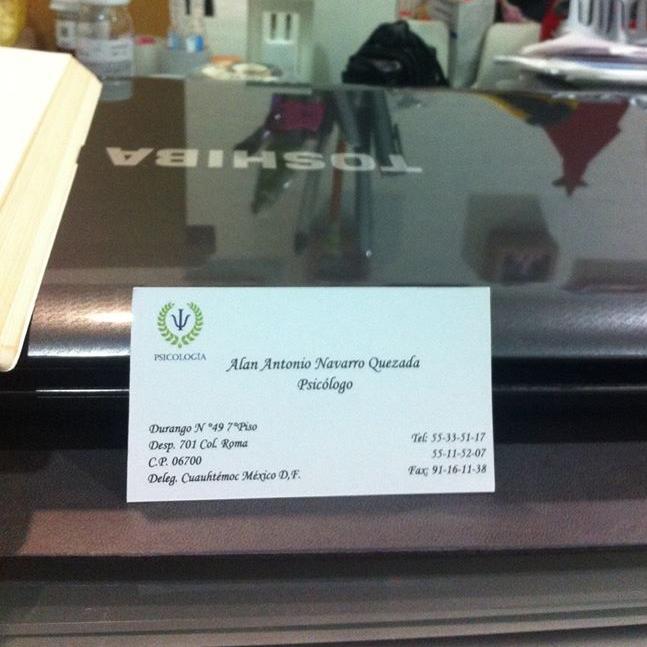 TOSHIBA
PSICOLOGÍA
Alan Antonio Navarro Quezada
Psicólogo
Durango N °49 7°Piso
Desp. 701 Col. Roma
C.P. 06700
Deleg. Cuauhtémoc México D,F.
Tel: 55-33-51-17
55-11-52-07
Fax: 91-16-11-38